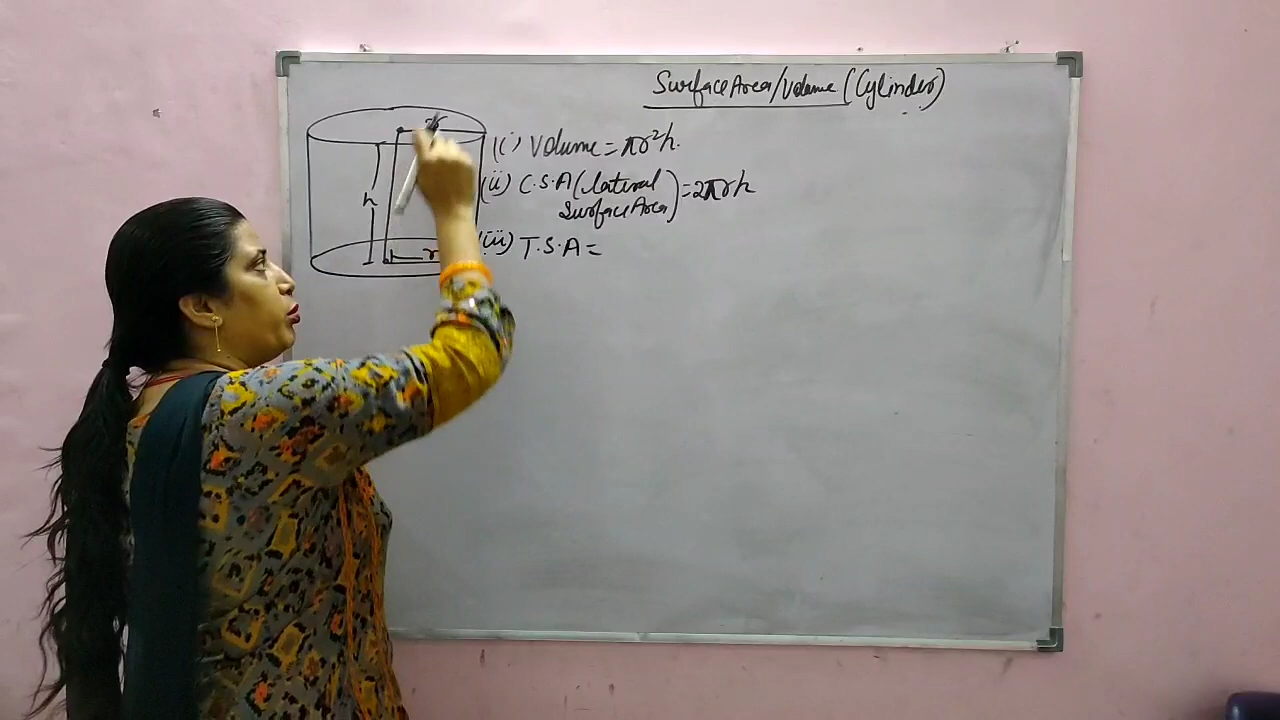 Surface Area/Volume (Cylinder)
r
h
r
(i) Volume = πr²h.
(ii) C.S.A (lateral Surface Area) = 2πrh
(iii) T.S.A =